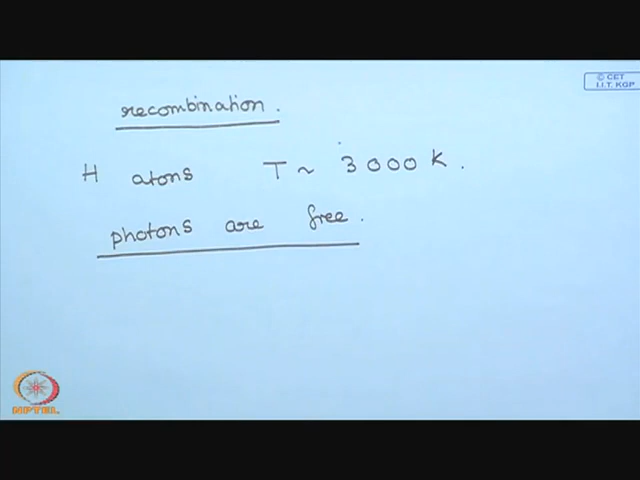 © CET
I.I.T. KGP
recombination.
H atoms T ~ 3000 K.
photons are free.
NPTEL